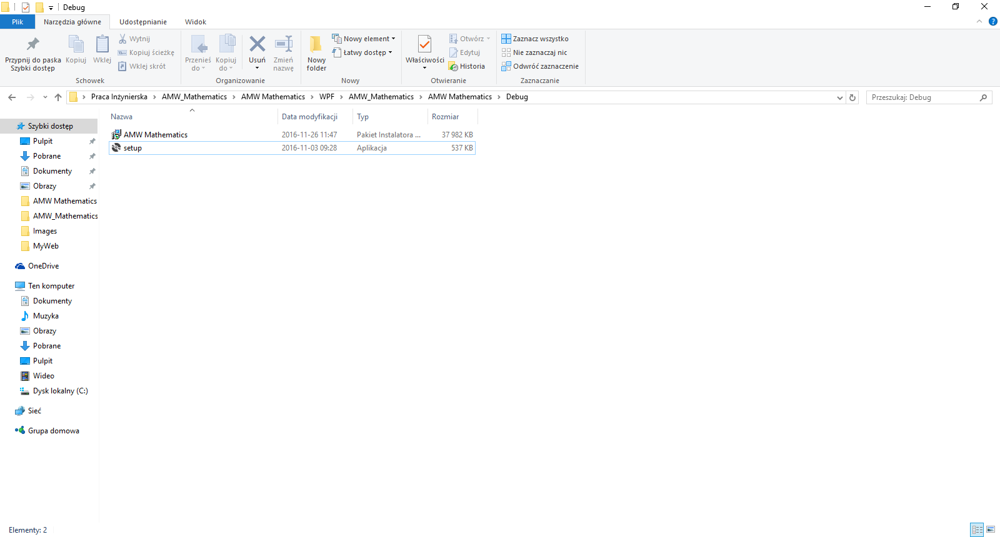 Debug
Plik Narzędzia główne Udostępnianie Widok
Przypnij do paska
Szybki dostęp
Kopiuj
Wklej
Wytnij
Kopiuj ścieżkę
Wklej skrót
Schowek
Przenieś
do
Kopiuj
do
Usuń
Zmień
nazwę
Organizowanie
Nowy
folder
Nowy element
Łatwy dostęp
Nowy
Właściwości
Otwórz
Edytuj
Historia
Otwieranie
Zaznacz wszystko
Nie zaznaczaj nic
Odwróć zaznaczenie
Zaznaczanie
Praca Inżynierska > AMW_Mathematics > AMW Mathematics > WPF > AMW_Mathematics > AMW Mathematics > Debug
Przeszukaj: Debug
Szybki dostęp
Pulpit
Pobrane
Dokumenty
Obrazy
AMW Mathematics
AMW_Mathematics
Images
MyWeb
OneDrive
Ten komputer
Dokumenty
Muzyka
Obrazy
Pobrane
Pulpit
Wideo
Dysk lokalny (C:)
Sieć
Grupa domowa
Nazwa Data modyfikacji Typ Rozmiar
AMW Mathematics 2016-11-26 11:47 Pakiet Instalatora ... 37 982 KB
setup 2016-11-03 09:28 Aplikacja 537 KB
Elementy: 2